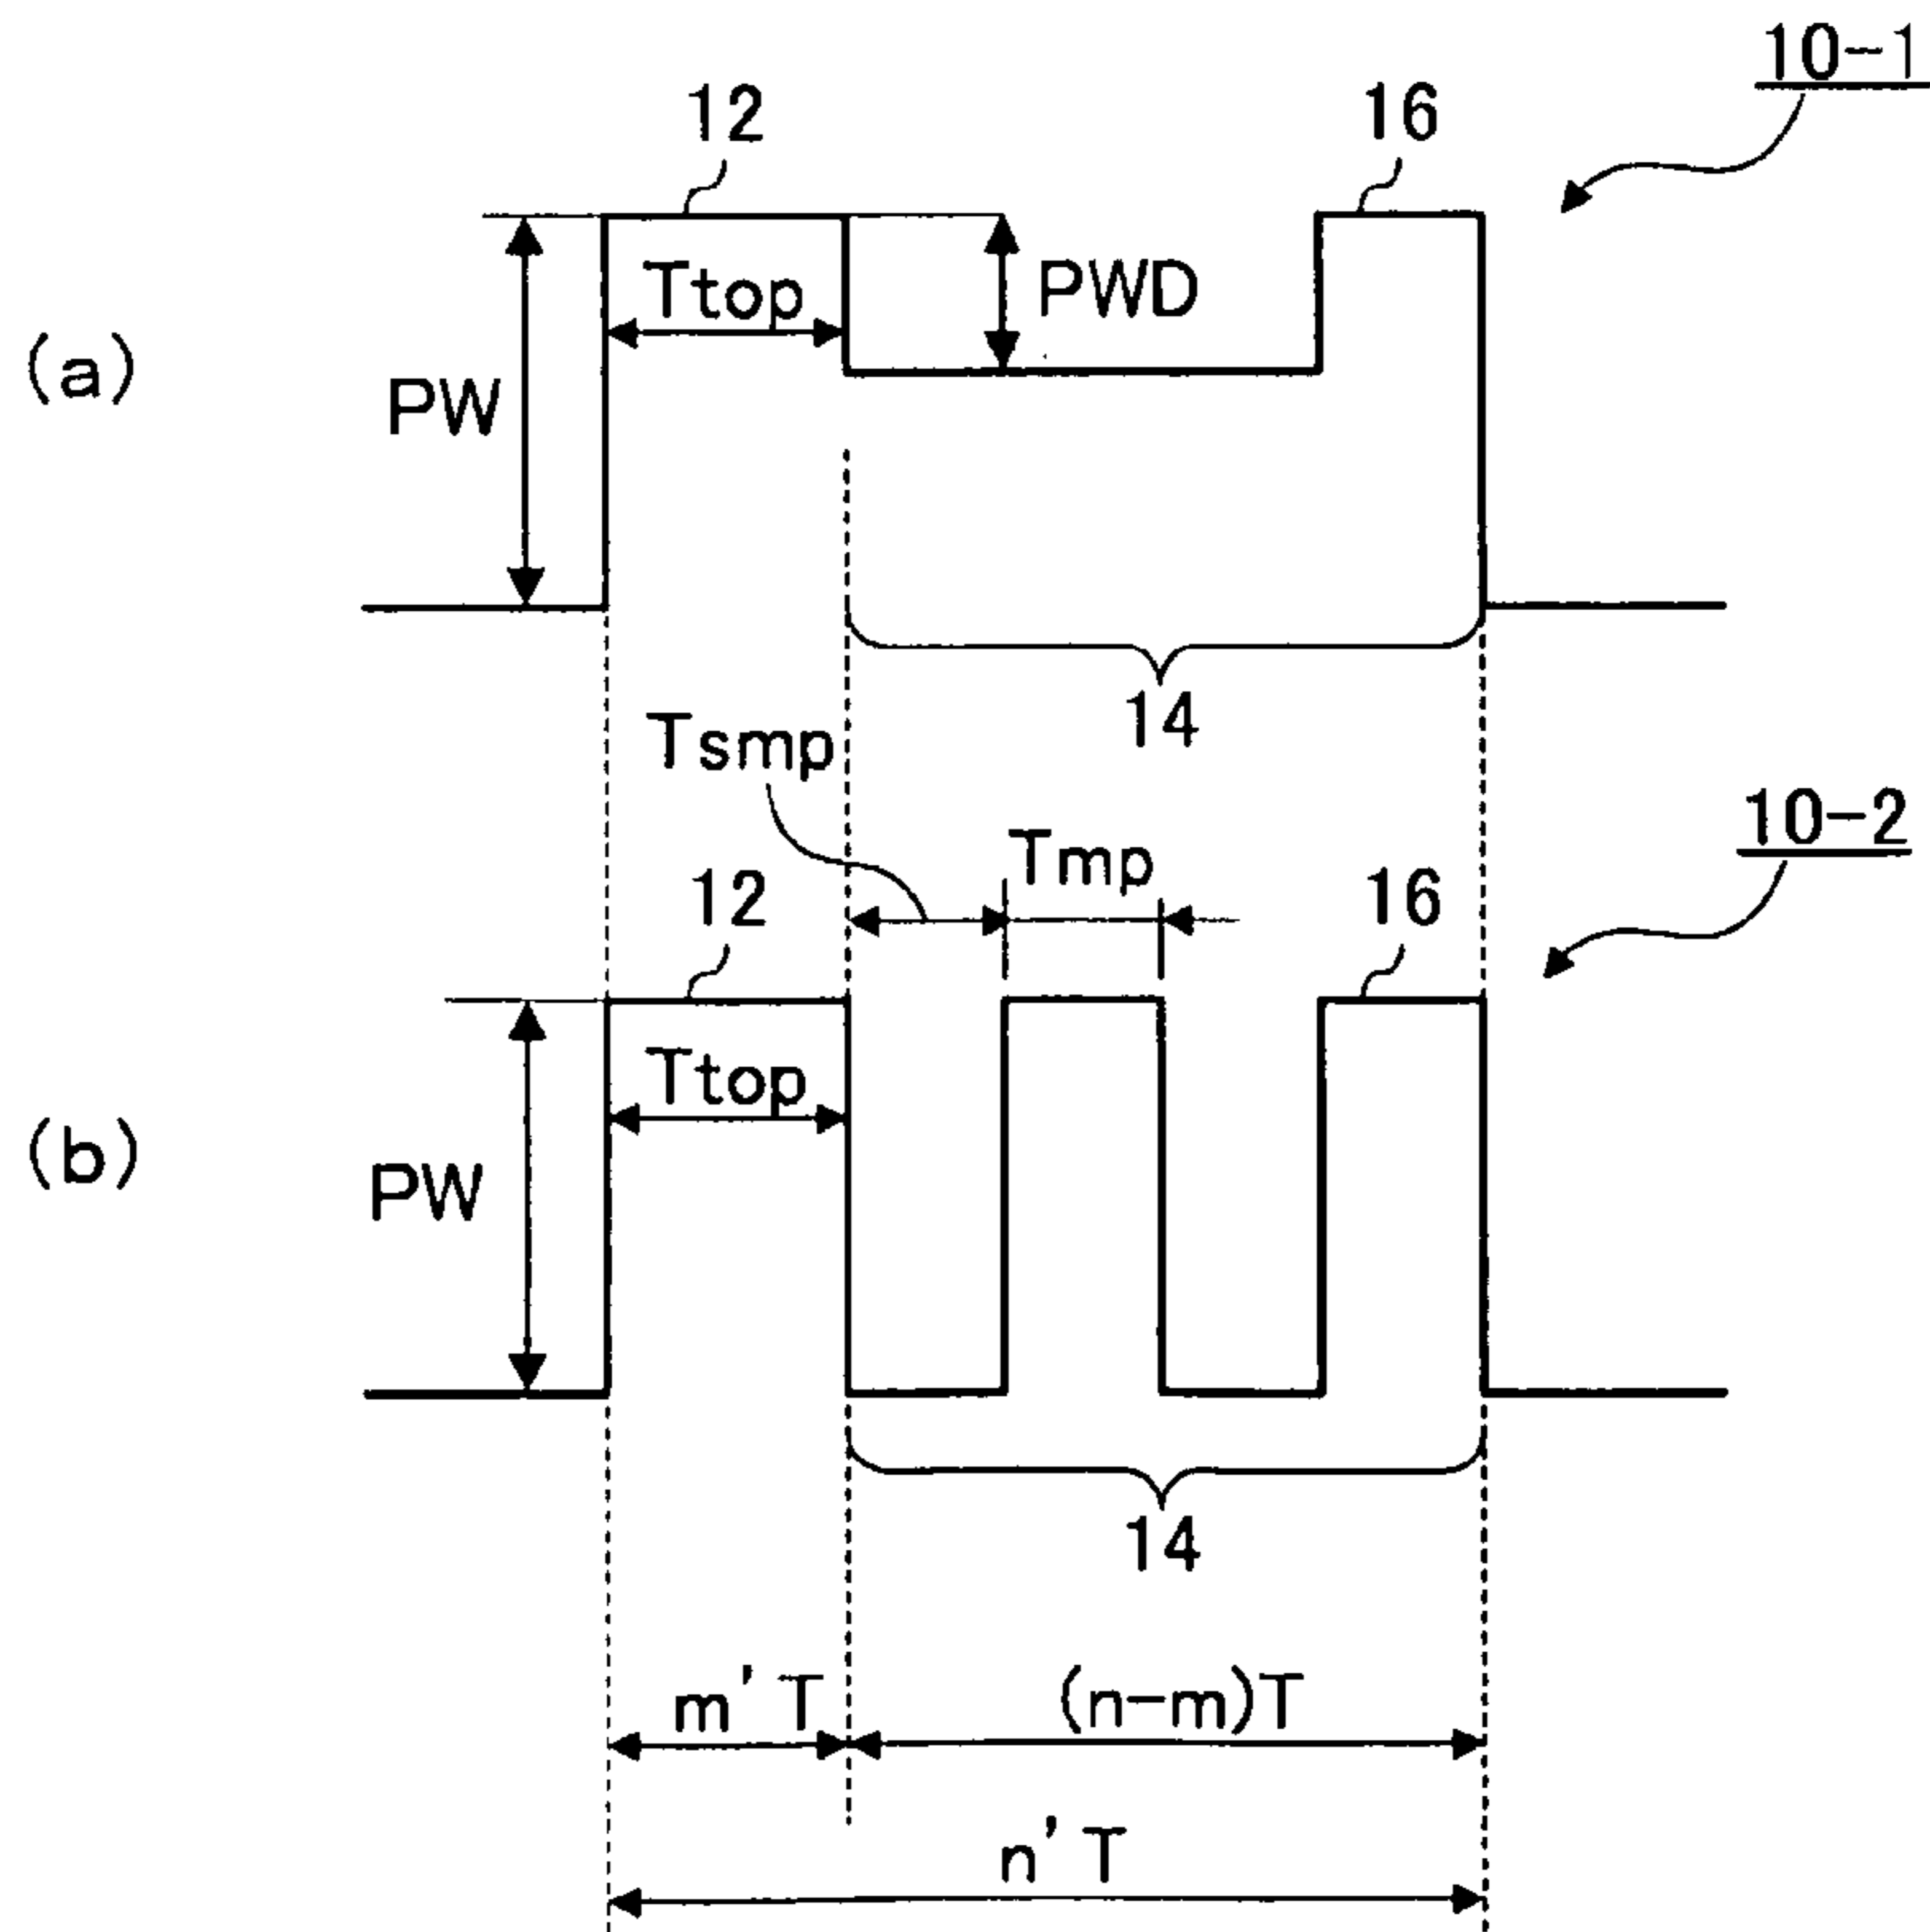 10-1
12
16
Ttop
PWD
(a)
PW
14
Tsmp
10-2
Tmp
12
16
Ttop
(b)
PW
14
m' T
(n-m)T
n' T